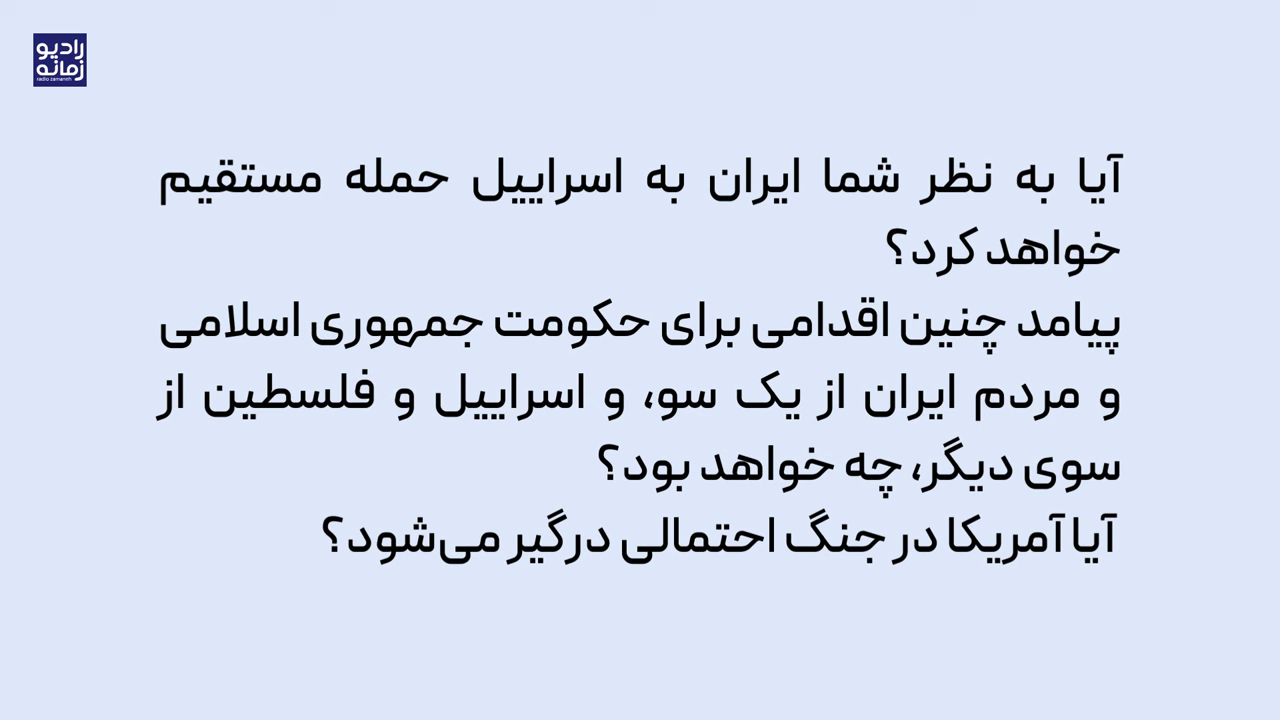 رادیو
زمانه
radio zamaneh
آیا به نظر شما ایران به اسراییل حمله مستقیم
خواهد کرد؟
پیامد چنین اقدامی برای حکومت جمهوری اسلامی
و مردم ایران از یک سو، و اسراییل و فلسطین از
سوی دیگر، چه خواهد بود؟
آیا آمریکا در جنگ احتمالی درگیر می‌شود؟